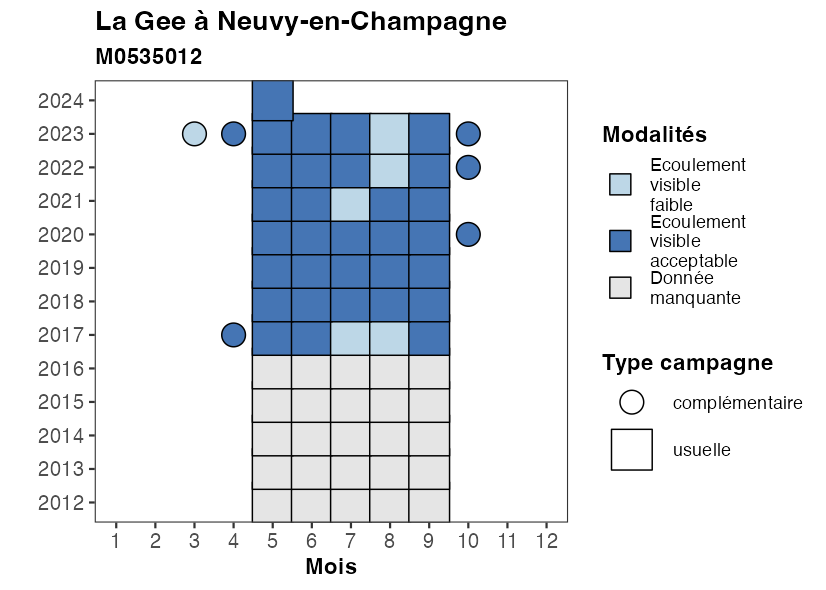 La Gee à Neuvy-en-Champagne
M0535012
2024
2023
2022
2021
2020
2019
2018
2017
2016
2015
2014
2013
2012
1 2 3 4 5 6 7 8 9 10 11 12
Mois
Modalités
Ecoulement
visible
faible
Ecoulement
visible
acceptable
Donnée
manquante
Type campagne
complémentaire
usuelle